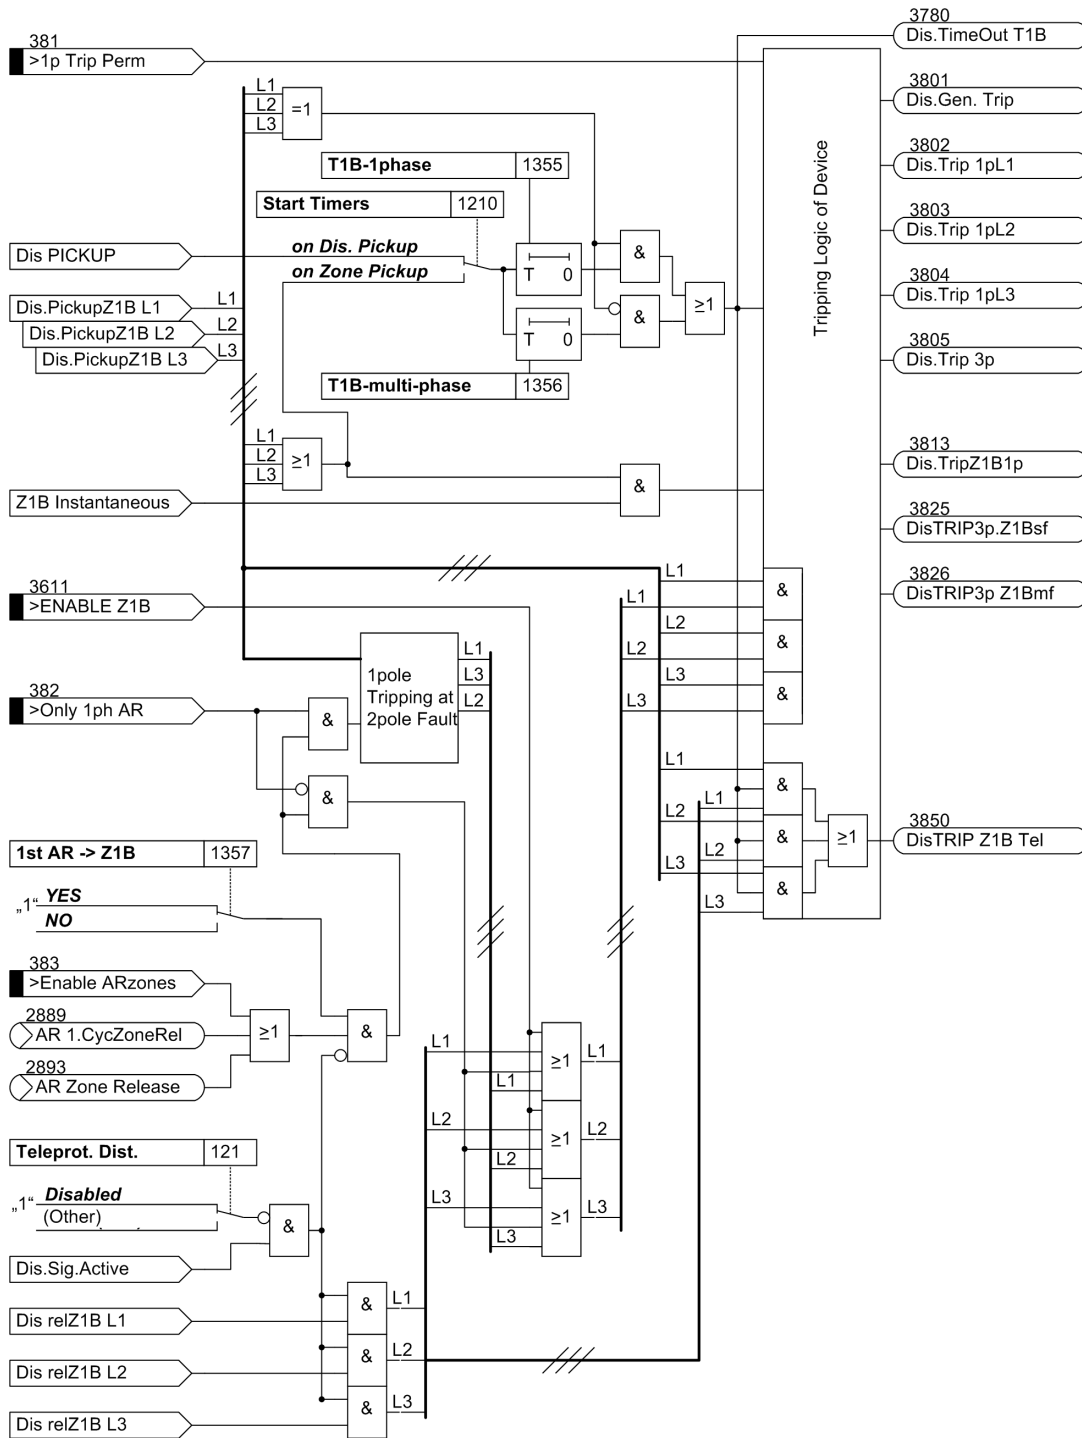 381
>1p Trip Perm
L1
L2
L3
=1
T1B-1phase 1355
Start Timers 1210
Dis PICKUP
on Dis. Pickup
on Zone Pickup
T 0
&
Dis.PickupZ1B L1
L1
Dis.PickupZ1B L2
L2
Dis.PickupZ1B L3
L3
T 0
&
≥1
T1B-multi-phase 1356
L1
L2
L3
≥1
Z1B Instantaneous
&
Tripping Logic of Device
3780
Dis.TimeOut T1B
3801
Dis.Gen. Trip
3802
Dis.Trip 1pL1
3803
Dis.Trip 1pL2
3804
Dis.Trip 1pL3
3805
Dis.Trip 3p
3813
Dis.TripZ1B1p
3825
DisTRIP3p.Z1Bsf
3826
DisTRIP3p Z1Bmf
3611
>ENABLE Z1B
L1
L1
&
L2
L2
&
L3
L3
&
1pole
Tripping at
2pole Fault
L1
L3
L2
382
>Only 1ph AR
&
&
L1
L1
&
L2
L2
&
L3
L3
&
≥1
3850
DisTRIP Z1B Tel
1st AR -> Z1B 1357
„1“
YES
NO
383
>Enable ARzones
2889
AR 1.CycZoneRel
2893
AR Zone Release
≥1
&
L1
L1
≥1
L1
L2
L2
≥1
L2
L3
L3
≥1
L3
Teleprot. Dist. 121
„1“
Disabled
(Other)
&
Dis.Sig.Active
Dis relZ1B L1
&
L1
Dis relZ1B L2
&
L2
Dis relZ1B L3
&
L3